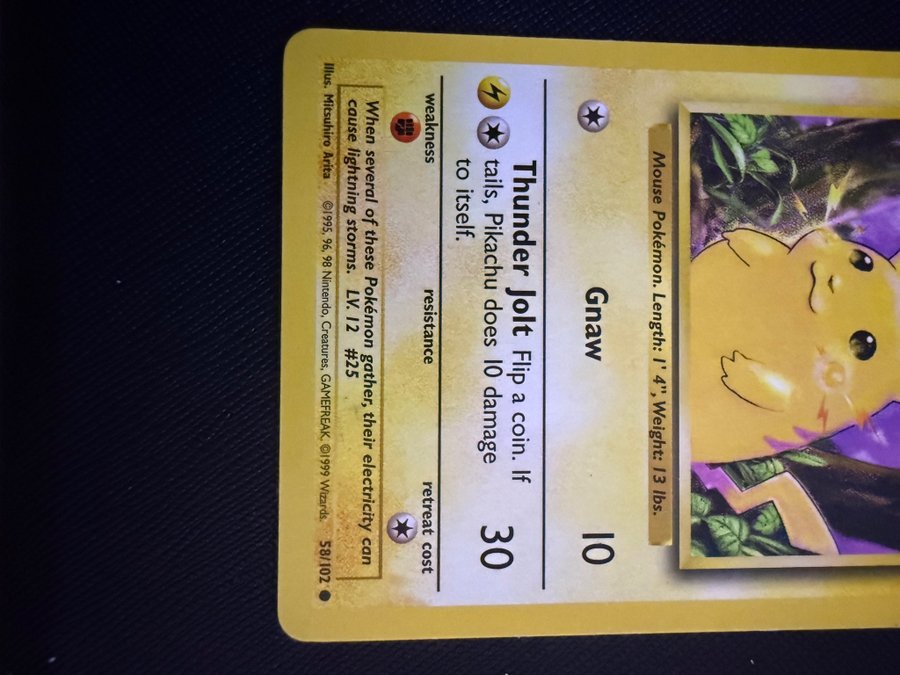 Mouse Pokémon. Length: 1' 4", Weight: 13 lbs.
Gnaw 10
Thunder Jolt Flip a coin. If
tails, Pikachu does 10 damage
to itself.
30
weakness resistance retreat cost
When several of these Pokémon gather, their electricity can
cause lightning storms. LV. 12 #25
Illus. Mitsuhiro Arita ©1995, 96, 98 Nintendo, Creatures, GAMEFREAK. ©1999 Wizards. 58/102